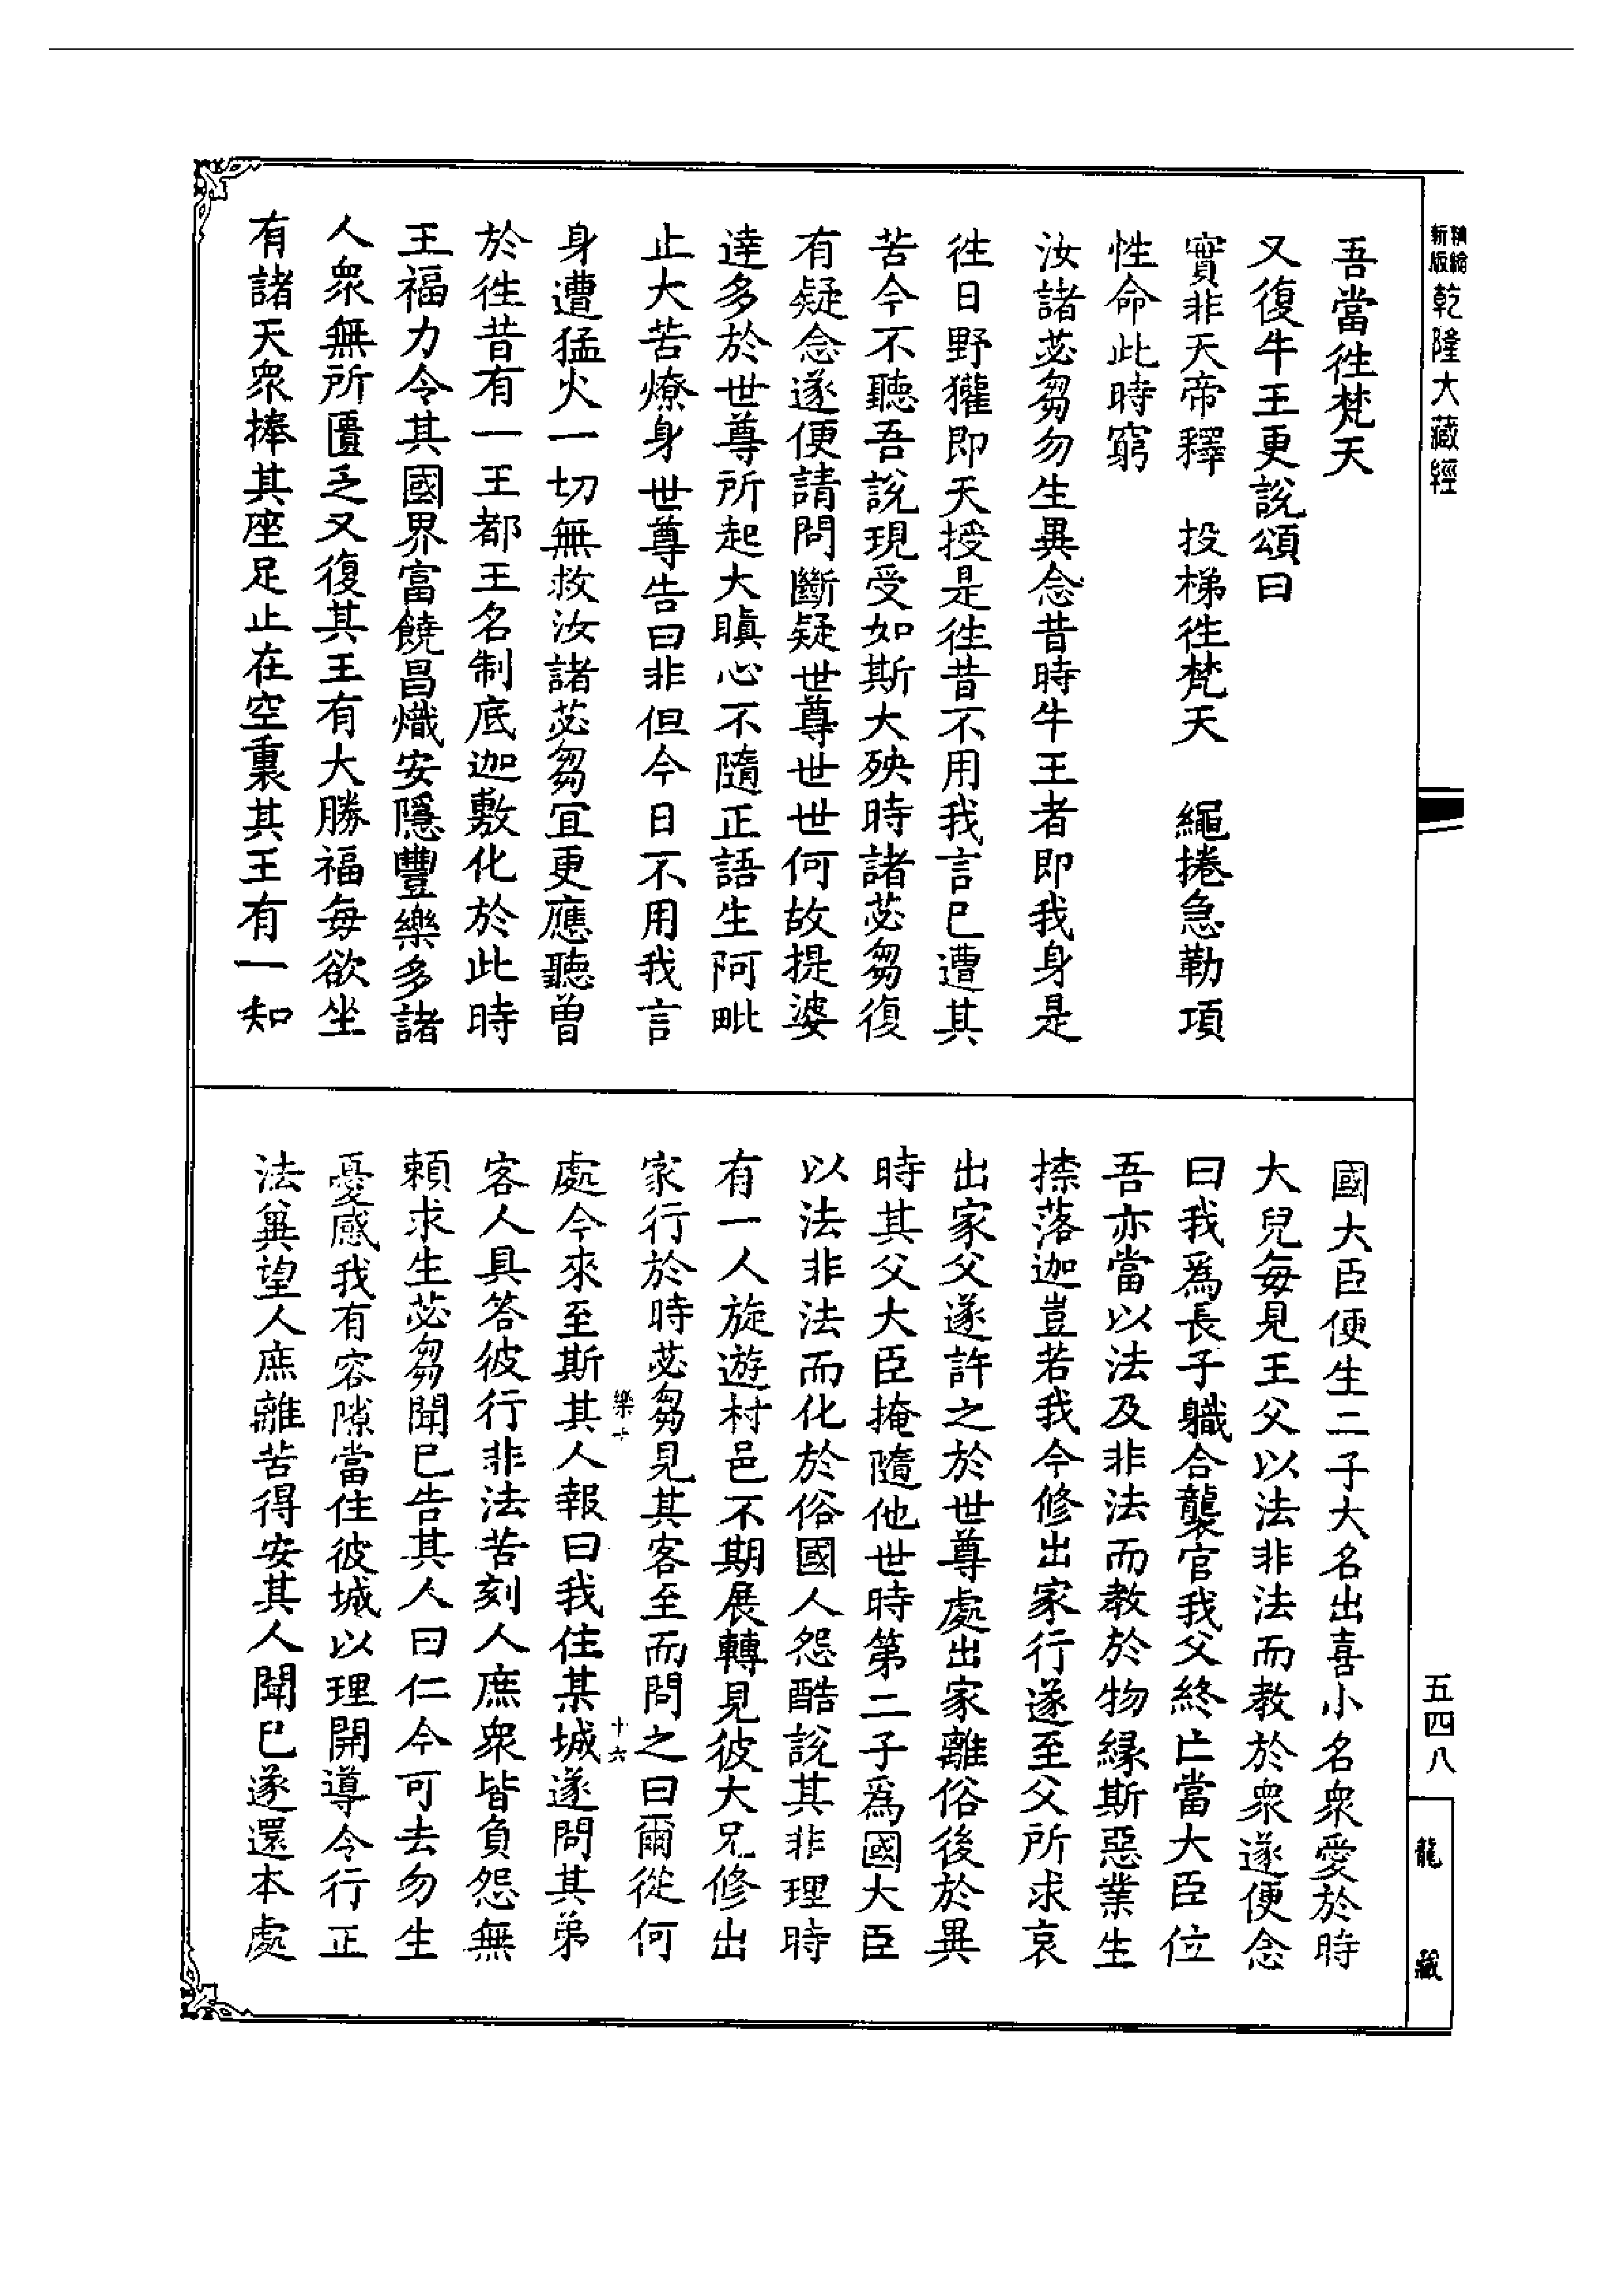 新版 精縮 乾隆大藏經
吾當徃梵天
又復牛王更說頌曰
實非天帝釋　投梯徃梵天　繩捲急勒項
性命此時窮
汝諸苾芻勿生異念昔時牛王者即我身是
徃日野獾即天授是徃昔不用我言已遭其
苦今不聽吾說現受如斯大殃時諸苾芻復
有疑念遂便請問斷疑世尊世世何故提婆
達多於世尊所起大瞋心不隨正語生阿毗
止大苦燎身世尊告曰非但今日不用我言
身遭猛火一切無救汝諸苾芻宜更應聽曾
於徃昔有一王都王名制底迦敷化於此時
王福力令其國界富饒昌熾安隱豐樂多諸
人衆無所匱乏又復其王有大勝福每欲坐
有諸天衆捧其座足止在空裏其王有一知
國大臣便生二子大名出喜小名衆愛於時
大兒每見王父以法非法而教於衆遂便念
曰我爲長子軄合襲官我父終亡當大臣位
吾亦當以法及非法而教於物緣斯惡業生
捺落迦豈若我今修出家行遂至父所求哀
出家父遂許之於世尊處出家離俗後於異
時其父大臣掩隨他世時第二子爲國大臣
以法非法而化於俗國人怨酷說其非理時
有一人旋遊村邑不期展轉見彼大兄修出
家行於時苾芻見其客至而問之曰爾從何
樂十　十六
處今來至斯其人報曰我住某城遂問其弟
客人具答彼行非法苦刻人庶衆皆負怨無
賴求生苾芻聞已告其人曰仁今可去勿生
憂慼我有容隙當住彼城以理開導令行正
法冀望人庶離苦得安其人聞已遂還本處
五四八
龍藏